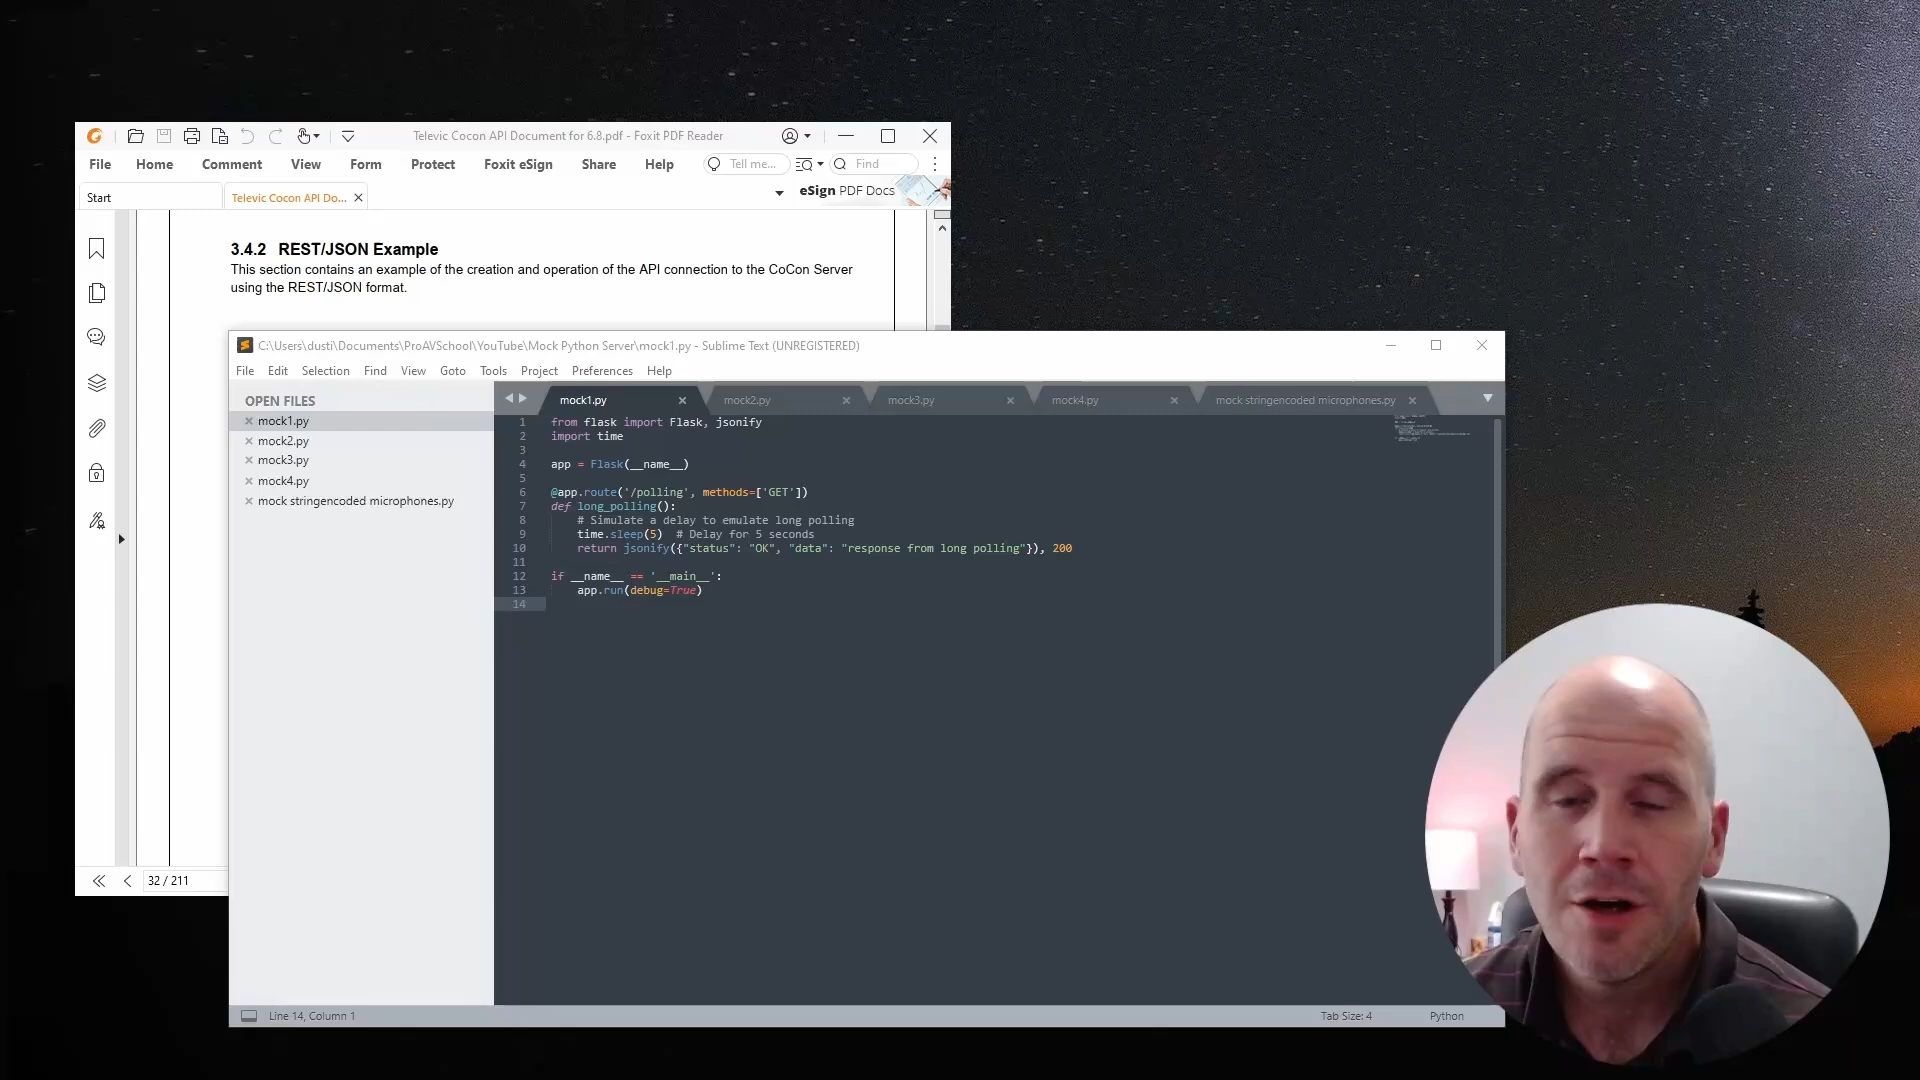 Televic Cocon API Document for 6.8.pdf - Foxit PDF Reader
File Home Comment View Form Protect Foxit eSign Share Help Tell me... Find
Start Televic Cocon API Do... eSign PDF Docs
3.4.2 REST/JSON Example
This section contains an example of the creation and operation of the API connection to the CoCon Server
using the REST/JSON format.
32 / 211
C:\Users\dusti\Documents\ProAVSchool\YouTube\Mock Python Server\mock1.py - Sublime Text (UNREGISTERED)
File Edit Selection Find View Goto Tools Project Preferences Help
OPEN FILES
mock1.py
mock2.py
mock3.py
mock4.py
mock stringencoded microphones.py
mock1.py mock2.py mock3.py mock4.py mock stringencoded microphones.py
1 from flask import Flask, jsonify
2 import time
3
4 app = Flask(__name__)
5
6 @app.route('/polling', methods=['GET'])
7 def long_polling():
8 # Simulate a delay to emulate long polling
9 time.sleep(5) # Delay for 5 seconds
10 return jsonify({"status": "OK", "data": "response from long polling"}), 200
11
12 if __name__ == '__main__':
13 app.run(debug=True)
14
Line 14, Column 1 Tab Size: 4 Python